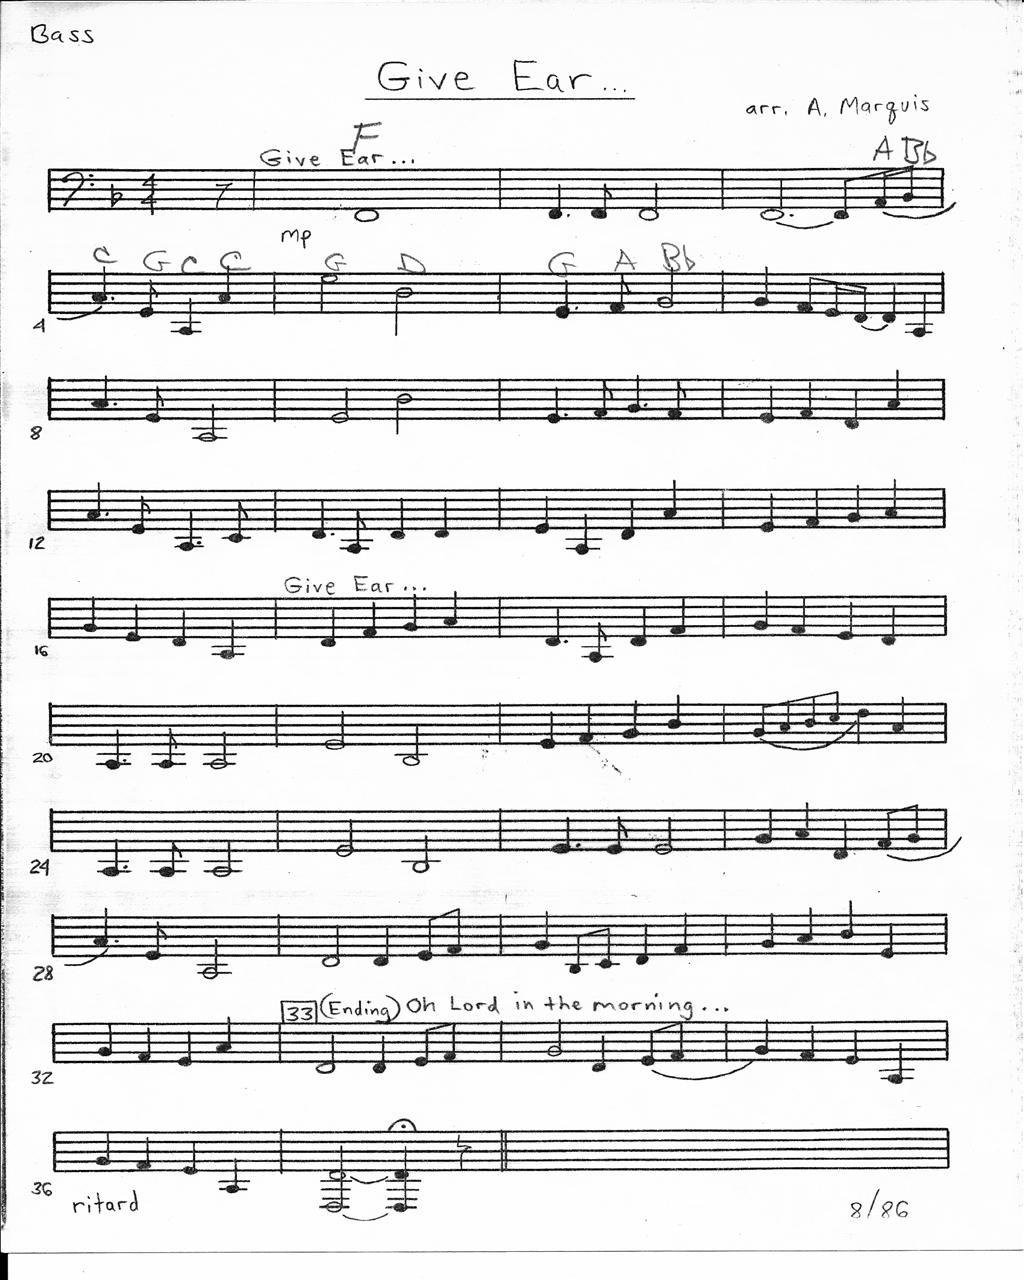 Bass
Give Ear...
arr. A. Marquis
F
Give Ear...
A Bb
4 4
mp
C G C C G D G A Bb
4
8
12
Give Ear...
16
20
24
28
33 (Ending) Oh Lord in the morning...
32
36
ritard
8/86